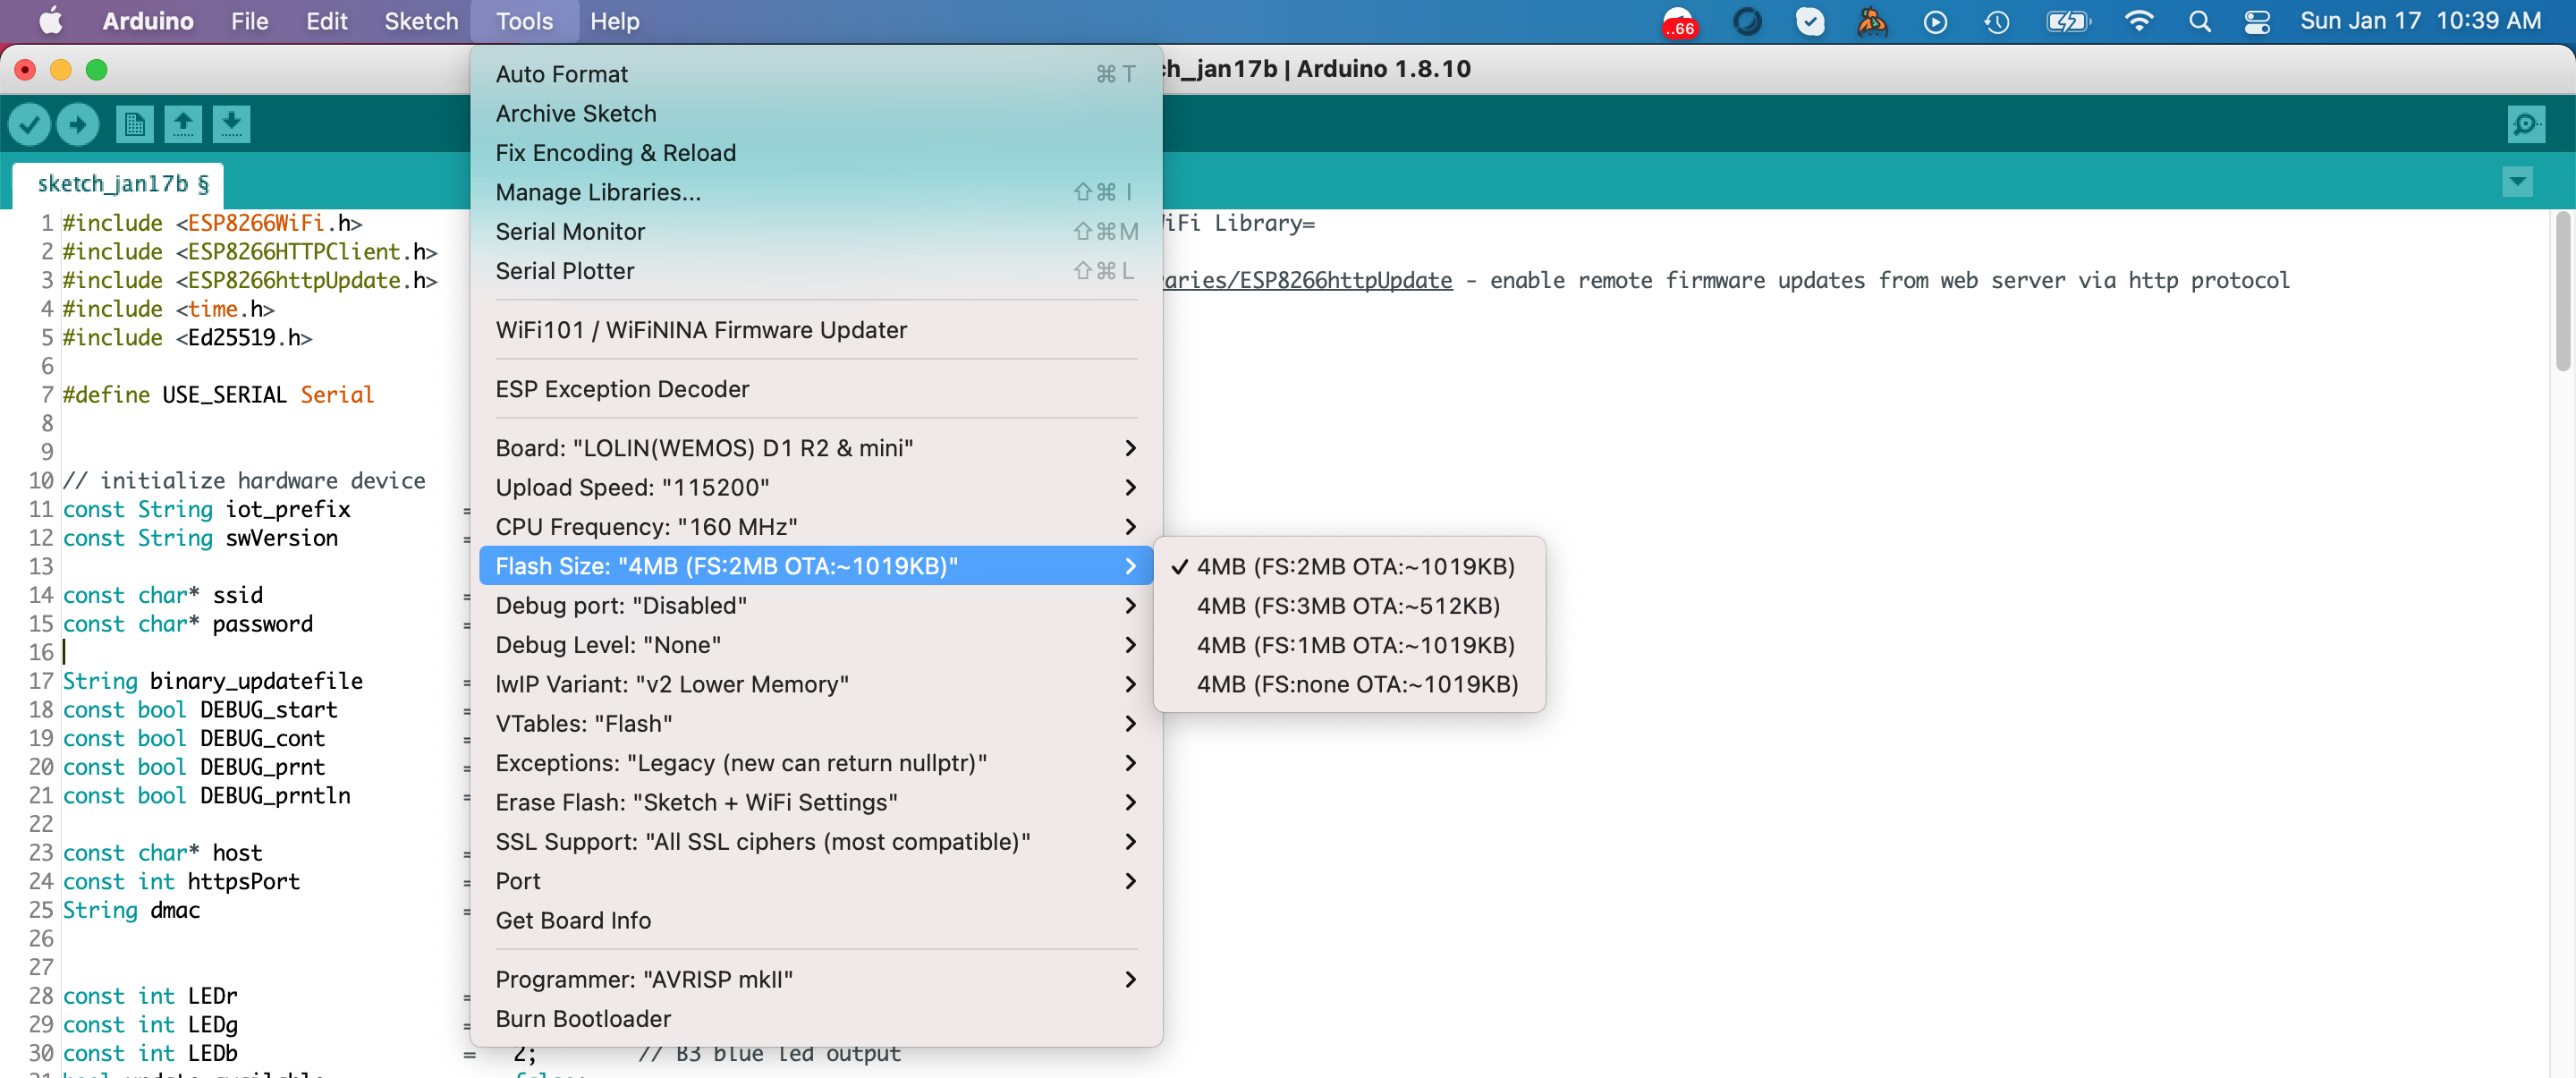 Arduino File Edit Sketch Tools Help ..66 Sun Jan 17 10:39 AM
ch_jan17b | Arduino 1.8.10
sketch_jan17b §
Auto Format ⌘T
Archive Sketch
Fix Encoding & Reload
Manage Libraries... ⇧⌘I
Serial Monitor ⇧⌘M
Serial Plotter ⇧⌘L
WiFi101 / WiFiNINA Firmware Updater
ESP Exception Decoder
Board: "LOLIN(WEMOS) D1 R2 & mini"
Upload Speed: "115200"
CPU Frequency: "160 MHz"
Flash Size: "4MB (FS:2MB OTA:~1019KB)"
Debug port: "Disabled"
Debug Level: "None"
lwIP Variant: "v2 Lower Memory"
VTables: "Flash"
Exceptions: "Legacy (new can return nullptr)"
Erase Flash: "Sketch + WiFi Settings"
SSL Support: "All SSL ciphers (most compatible)"
Port
Get Board Info
Programmer: "AVRISP mkII"
Burn Bootloader
✓ 4MB (FS:2MB OTA:~1019KB)
4MB (FS:3MB OTA:~512KB)
4MB (FS:1MB OTA:~1019KB)
4MB (FS:none OTA:~1019KB)
1 #include <ESP8266WiFi.h> iFi Library=
2 #include <ESP8266HTTPClient.h>
3 #include <ESP8266httpUpdate.h> aries/ESP8266httpUpdate - enable remote firmware updates from web server via http protocol
4 #include <time.h>
5 #include <Ed25519.h>
6
7 #define USE_SERIAL Serial
8
9
10 // initialize hardware device
11 const String iot_prefix =
12 const String swVersion =
13
14 const char* ssid =
15 const char* password =
16
17 String binary_updatefile =
18 const bool DEBUG_start =
19 const bool DEBUG_cont =
20 const bool DEBUG_prnt =
21 const bool DEBUG_prntln =
22
23 const char* host =
24 const int httpsPort =
25 String dmac =
26
27
28 const int LEDr =
29 const int LEDg =
30 const int LEDb = 2; // B3 blue led output